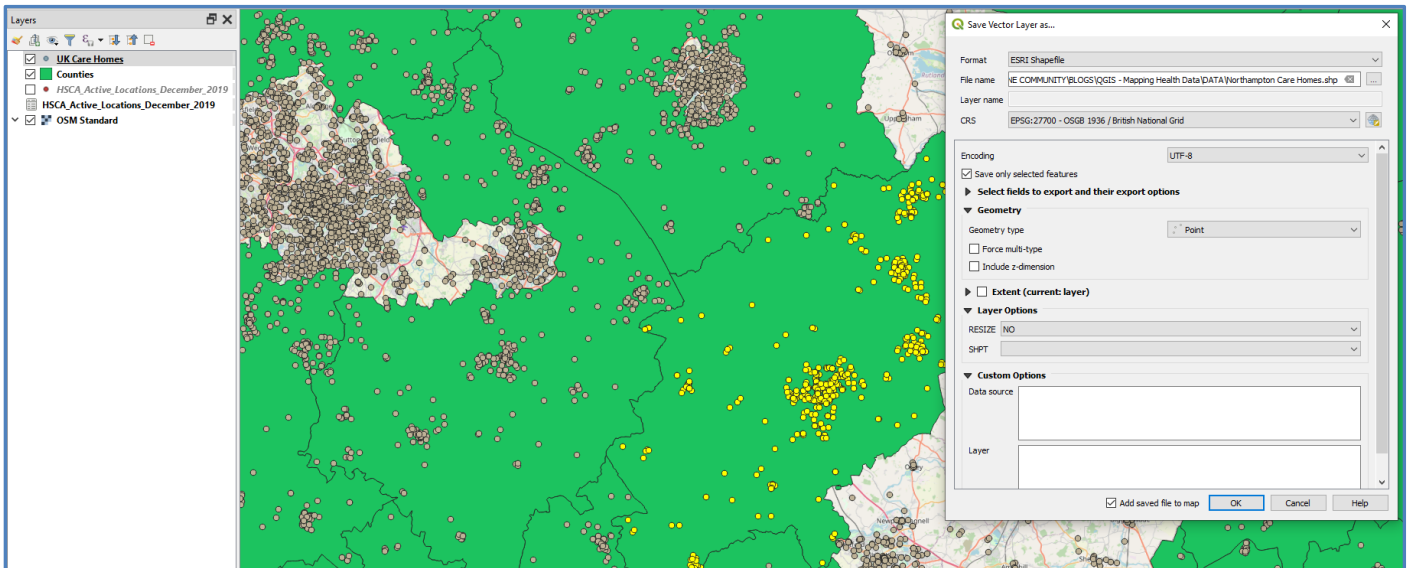 Layers
UK Care Homes
Counties
HSCA_Active_Locations_December_2019
HSCA_Active_Locations_December_2019
OSM Standard
Save Vector Layer as...
Format ESRI Shapefile
File name NE COMMUNITY\BLOGS\QGIS - Mapping Health Data\DATA\Northampton Care Homes.shp ...
Layer name
CRS EPSG:27700 - OSGB 1936 / British National Grid
Encoding UTF-8
Save only selected features
Select fields to export and their export options
Geometry
Geometry type Point
Force multi-type
Include z-dimension
Extent (current: layer)
Layer Options
RESIZE NO
SHPT
Custom Options
Data source
Layer
Add saved file to map OK Cancel Help